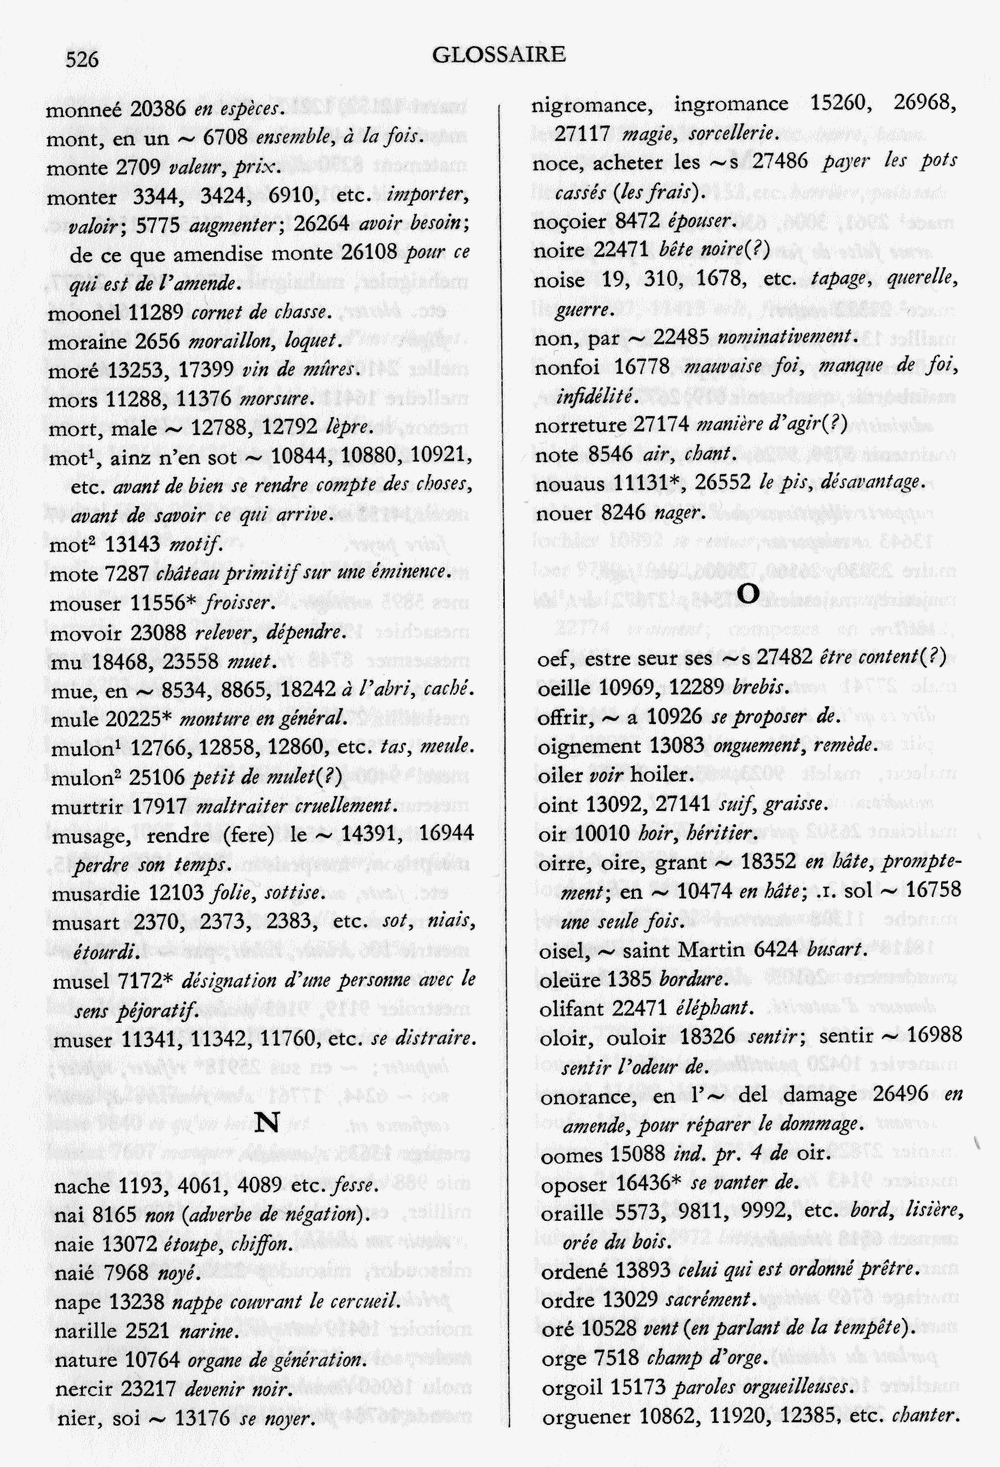 526
GLOSSAIRE
monneé 20386 en espèces.
mont, en un ~ 6708 ensemble, à la fois.
monte 2709 valeur, prix.
monter 3344, 3424, 6910, etc. importer,
valoir; 5775 augmenter; 26264 avoir besoin;
de ce que amendise monte 26108 pour ce
qui est de l'amende.
moonel 11289 cornet de chasse.
moraine 2656 moraillon, loquet.
moré 13253, 17399 vin de mûres.
mors 11288, 11376 morsure.
mort, male ~ 12788, 12792 lèpre.
mot¹, ainz n'en sot ~ 10844, 10880, 10921,
etc. avant de bien se rendre compte des choses,
avant de savoir ce qui arrive.
mot² 13143 motif.
mote 7287 château primitif sur une éminence.
mouser 11556* froisser.
movoir 23088 relever, dépendre.
mu 18468, 23558 muet.
mue, en ~ 8534, 8865, 18242 à l'abri, caché.
mule 20225* monture en général.
mulon¹ 12766, 12858, 12860, etc. tas, meule.
mulon² 25106 petit de mulet(?)
murtrir 17917 maltraiter cruellement.
musage, rendre (fere) le ~ 14391, 16944
perdre son temps.
musardie 12103 folie, sottise.
musart 2370, 2373, 2383, etc. sot, niais,
étourdi.
musel 7172* désignation d'une personne avec le
sens péjoratif.
muser 11341, 11342, 11760, etc. se distraire.
N
nache 1193, 4061, 4089 etc. fesse.
nai 8165 non (adverbe de négation).
naie 13072 étoupe, chiffon.
naié 7968 noyé.
nape 13238 nappe couvrant le cercueil.
narille 2521 narine.
nature 10764 organe de génération.
nercir 23217 devenir noir.
nier, soi ~ 13176 se noyer.
nigromance, ingromance 15260, 26968,
27117 magie, sorcellerie.
noce, acheter les ~s 27486 payer les pots
cassés (les frais).
noçoier 8472 épouser.
noire 22471 bête noire(?)
noise 19, 310, 1678, etc. tapage, querelle,
guerre.
non, par ~ 22485 nominativement.
nonfoi 16778 mauvaise foi, manque de foi,
infidélité.
norreture 27174 manière d'agir(?)
note 8546 air, chant.
nouaus 11131*, 26552 le pis, désavantage.
nouer 8246 nager.
O
oef, estre seur ses ~s 27482 être content(?)
oeille 10969, 12289 brebis.
offrir, ~ a 10926 se proposer de.
oignement 13083 onguement, remède.
oiler voir hoiler.
oint 13092, 27141 suif, graisse.
oir 10010 hoir, héritier.
oirre, oire, grant ~ 18352 en hâte, prompte-
ment; en ~ 10474 en hâte; .I. sol ~ 16758
une seule fois.
oisel, ~ saint Martin 6424 busart.
oleüre 1385 bordure.
olifant 22471 éléphant.
oloir, ouloir 18326 sentir; sentir ~ 16988
sentir l'odeur de.
onorance, en l'~ del damage 26496 en
amende, pour réparer le dommage.
oomes 15088 ind. pr. 4 de oir.
oposer 16436* se vanter de.
oraille 5573, 9811, 9992, etc. bord, lisière,
orée du bois.
ordené 13893 celui qui est ordonné prêtre.
ordre 13029 sacrément.
oré 10528 vent (en parlant de la tempête).
orge 7518 champ d'orge.
orgoil 15173 paroles orgueilleuses.
orguener 10862, 11920, 12385, etc. chanter.